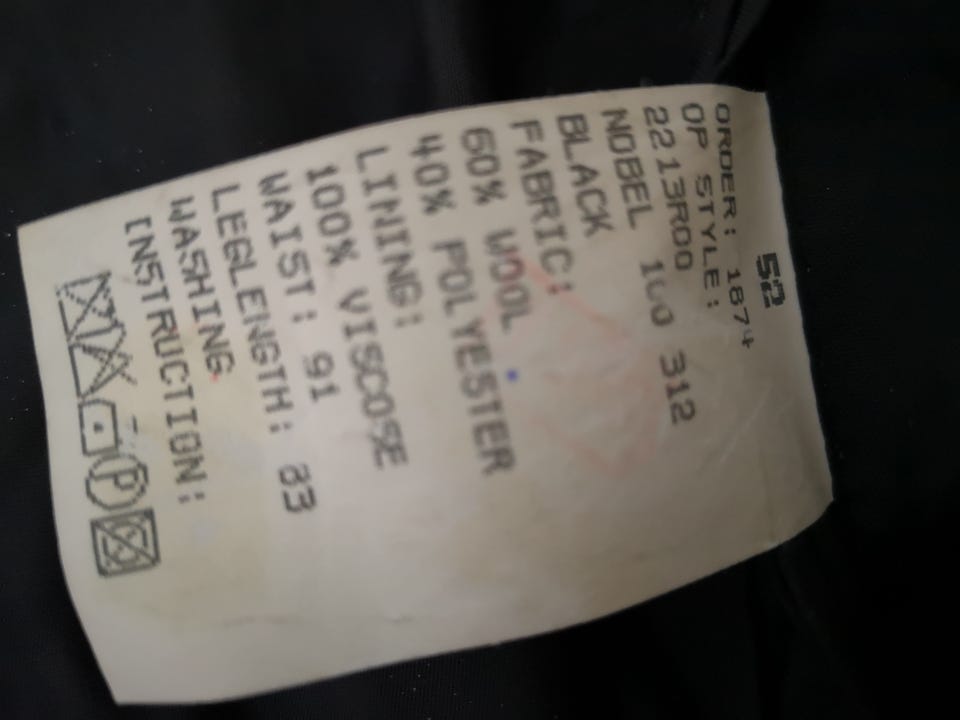 52
ORDER: 1874
OP STYLE:
2213R00
NOBEL 100 312
BLACK
FABRIC:
60% WOOL
40% POLYESTER
LINING:
100% VISCOSE
WAIST: 91
LEGLENGTH: 83
WASHING
INSTRUCTION:
P